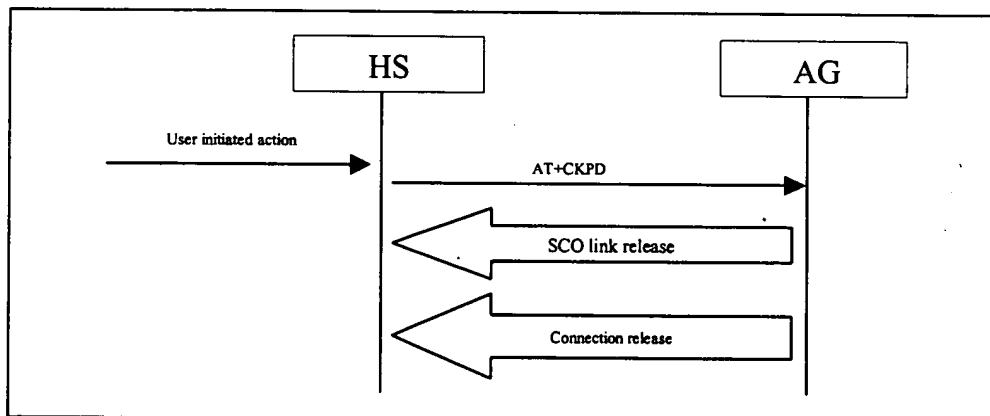 HS
AG
User initiated action
AT+CKPD
SCO link release
Connection release